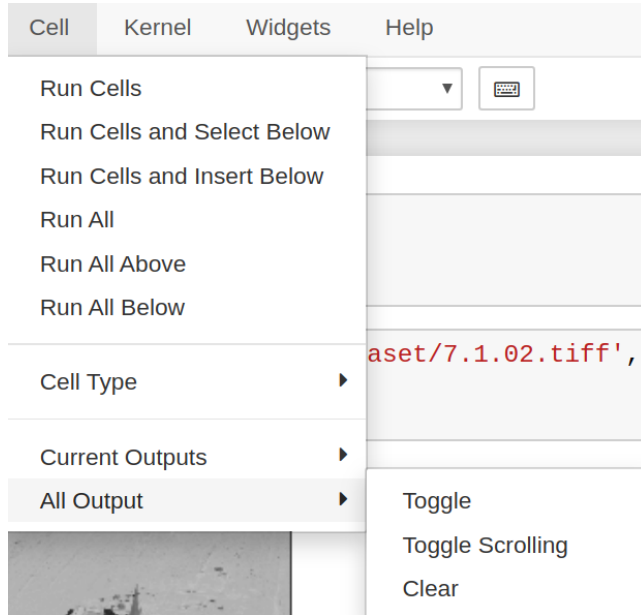 Cell Kernel Widgets Help
Run Cells
Run Cells and Select Below
Run Cells and Insert Below
Run All
Run All Above
Run All Below
aset/7.1.02.tiff',
Cell Type
Current Outputs
All Output
Toggle
Toggle Scrolling
Clear